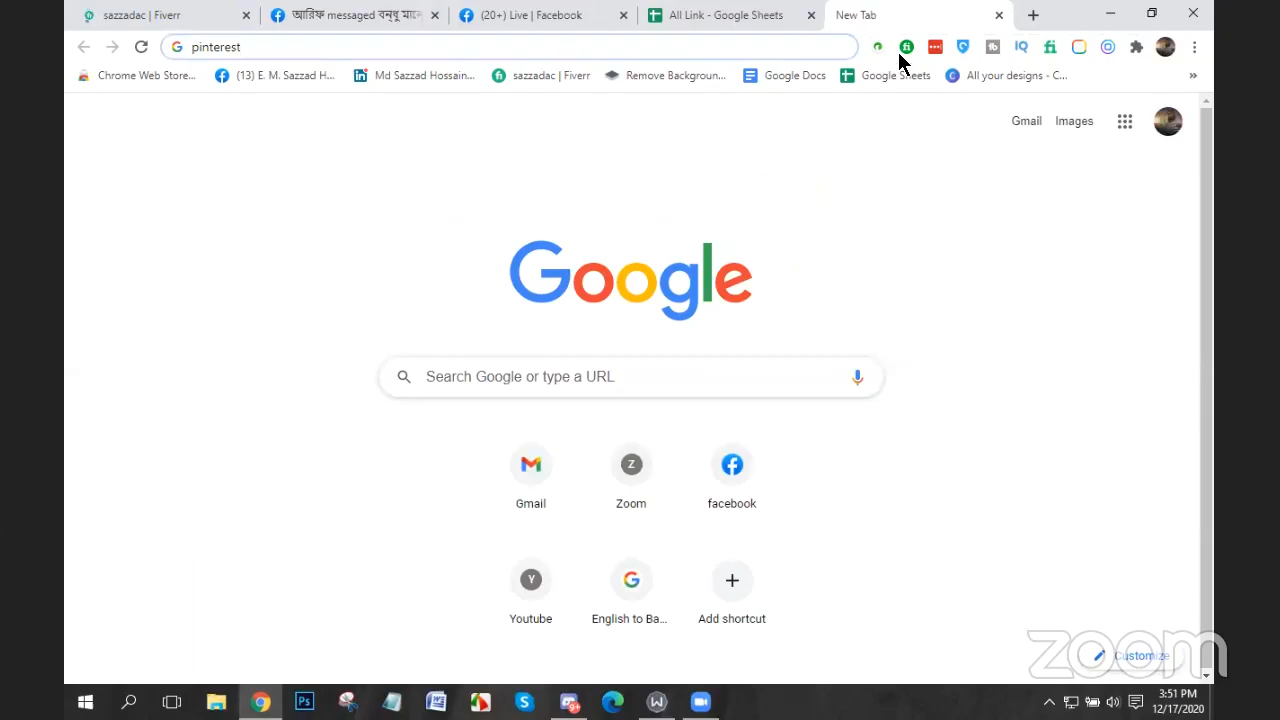 sazzadac | Fiverr
আরিফ messaged বন্ধু মানে
(20+) Live | Facebook
All Link - Google Sheets
New Tab
pinterest
Chrome Web Store...
(13) E. M. Sazzad H...
Md Sazzad Hossain...
sazzadac | Fiverr
Remove Backgroun...
Google Docs
Google Sheets
All your designs - C...
Gmail
Images
Google
Search Google or type a URL
Gmail
Zoom
facebook
Youtube
English to Ba...
Add shortcut
Customize
zoom
3:51 PM
12/17/2020